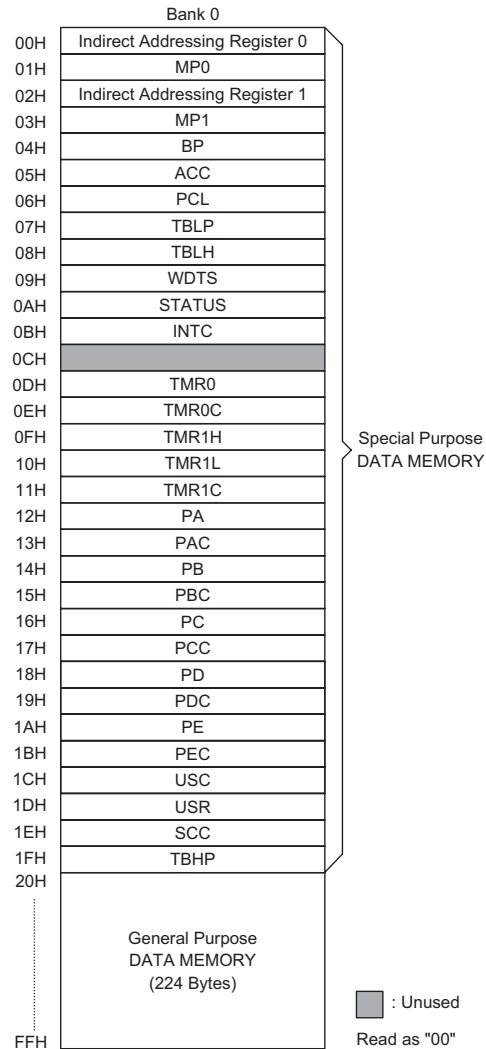 Bank 0
00H Indirect Addressing Register 0
01H MP0
02H Indirect Addressing Register 1
03H MP1
04H BP
05H ACC
06H PCL
07H TBLP
08H TBLH
09H WDTS
0AH STATUS
0BH INTC
0CH
0DH TMR0
0EH TMR0C
0FH TMR1H
10H TMR1L
11H TMR1C
12H PA
13H PAC
14H PB
15H PBC
16H PC
17H PCC
18H PD
19H PDC
1AH PE
1BH PEC
1CH USC
1DH USR
1EH SCC
1FH TBHP
Special Purpose
DATA MEMORY
20H
General Purpose
DATA MEMORY
(224 Bytes)
FFH
: Unused
Read as "00"